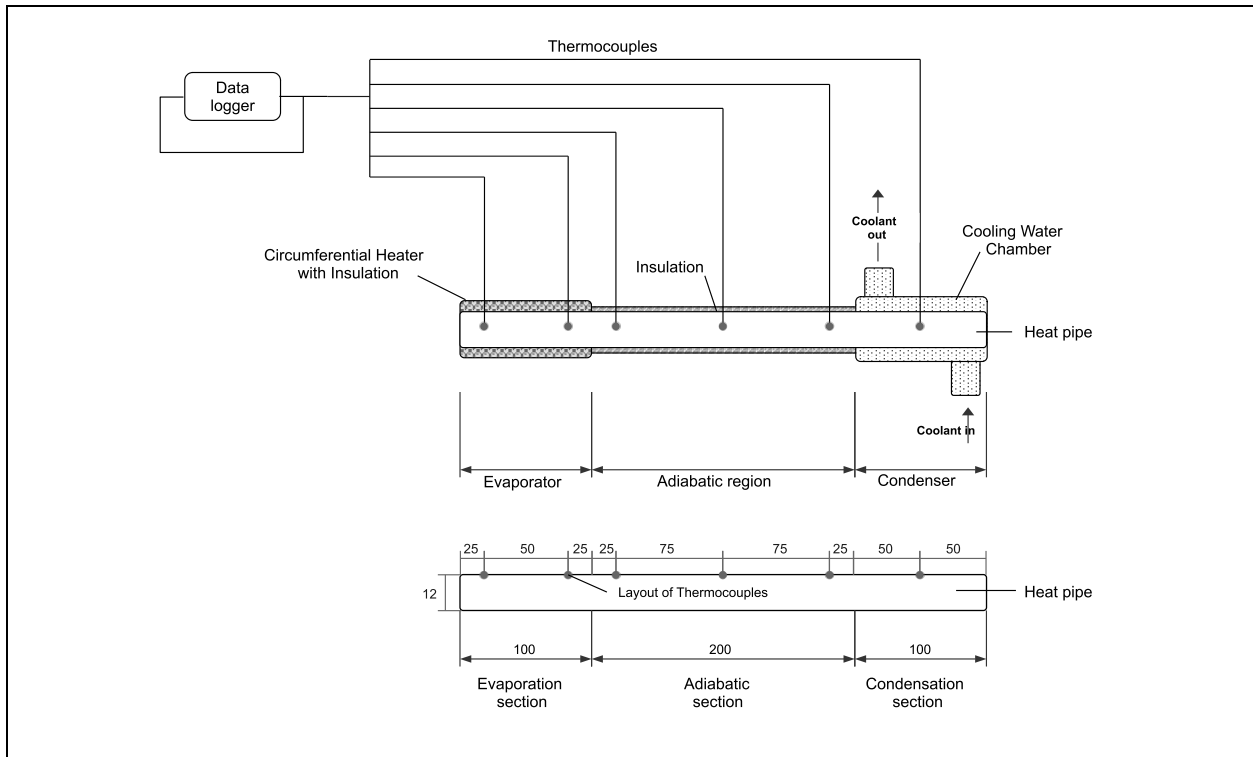 Thermocouples
Data
logger
Coolant
out
Cooling Water
Chamber
Circumferential Heater
with Insulation
Insulation
Heat pipe
Coolant in
Evaporator
Adiabatic region
Condenser
25 50 25 25 75 75 25 50 50
12
Layout of Thermocouples
Heat pipe
100 200 100
Evaporation
section
Adiabatic
section
Condensation
section